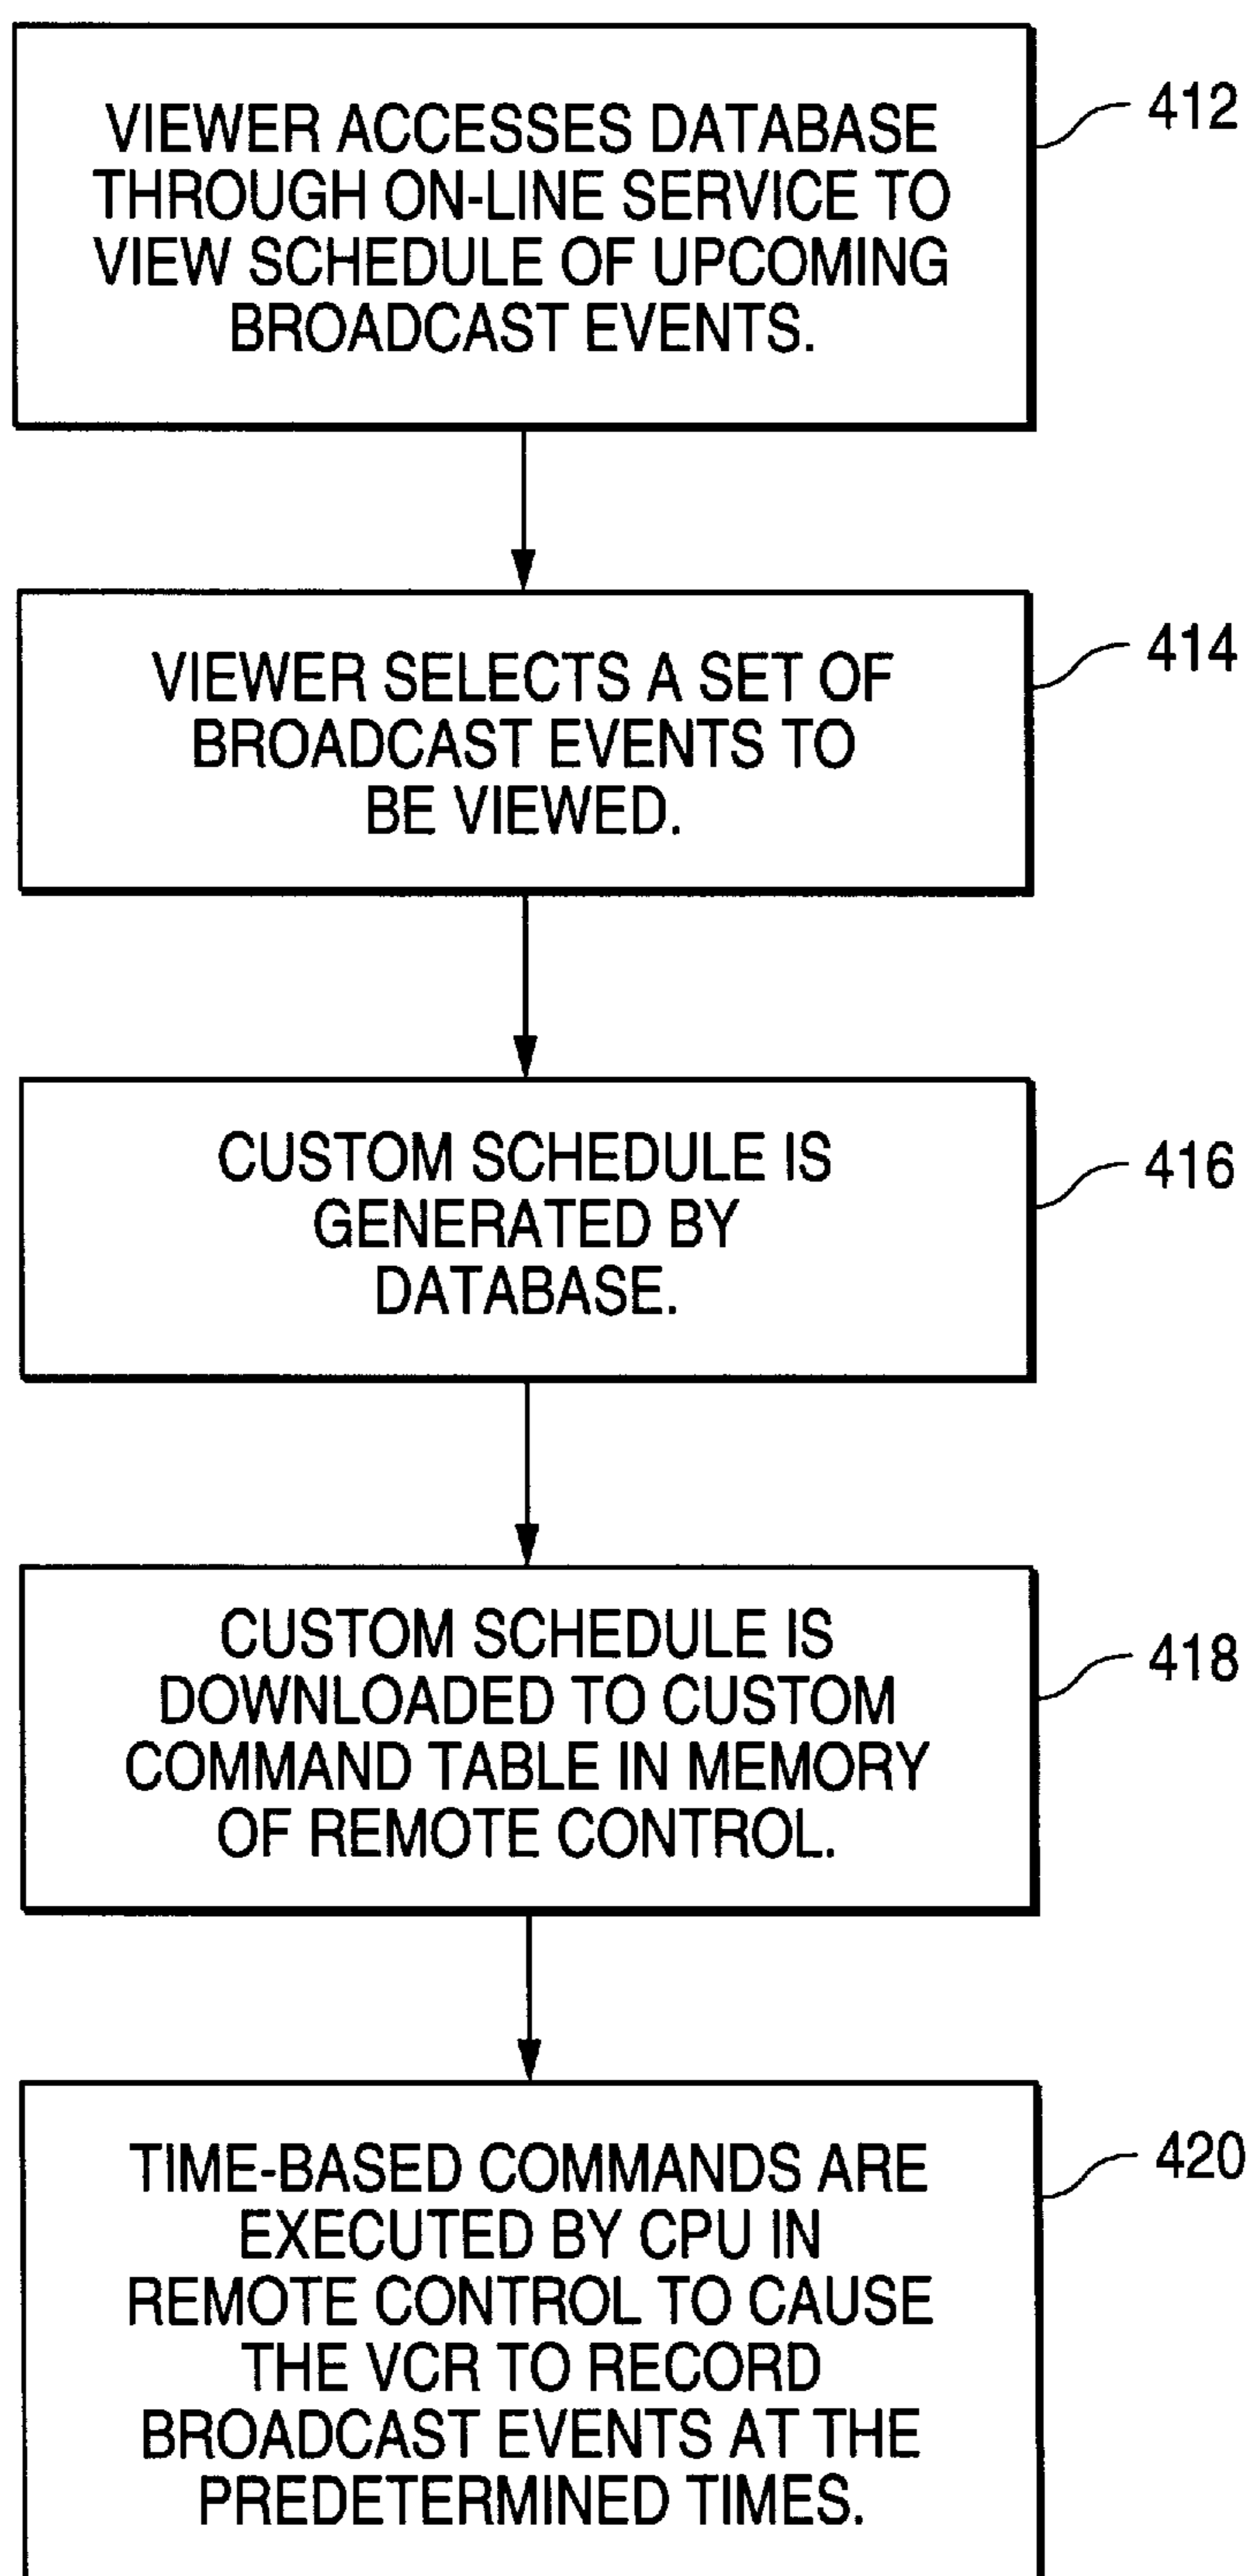 VIEWER ACCESSES DATABASE
THROUGH ON-LINE SERVICE TO
VIEW SCHEDULE OF UPCOMING
BROADCAST EVENTS.
412
VIEWER SELECTS A SET OF
BROADCAST EVENTS TO
BE VIEWED.
414
CUSTOM SCHEDULE IS
GENERATED BY
DATABASE.
416
CUSTOM SCHEDULE IS
DOWNLOADED TO CUSTOM
COMMAND TABLE IN MEMORY
OF REMOTE CONTROL.
418
TIME-BASED COMMANDS ARE
EXECUTED BY CPU IN
REMOTE CONTROL TO CAUSE
THE VCR TO RECORD
BROADCAST EVENTS AT THE
PREDETERMINED TIMES.
420